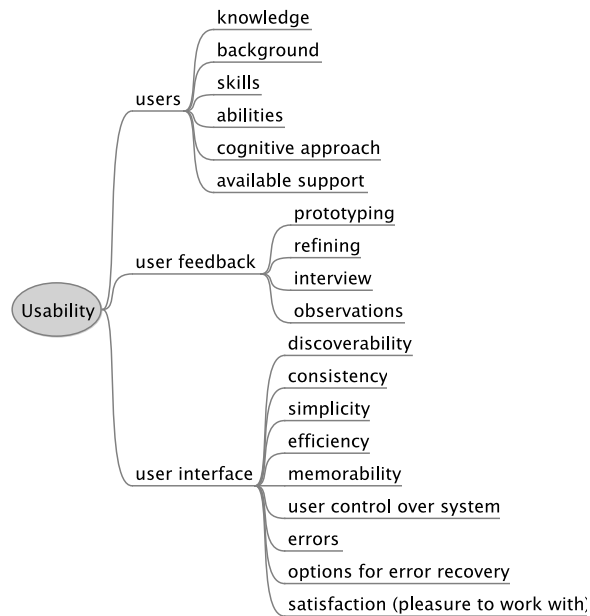 knowledge
background
skills
users
abilities
cognitive approach
available support
prototyping
refining
user feedback
interview
observations
Usability
discoverability
consistency
simplicity
efficiency
user interface
memorability
user control over system
errors
options for error recovery
satisfaction (pleasure to work with)